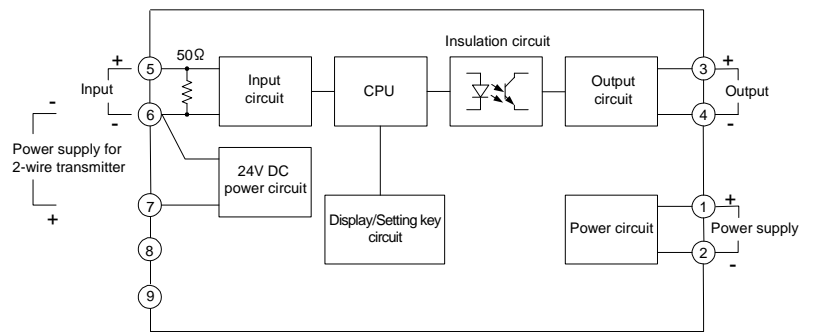 Insulation circuit
+
5
50Ω
Input
circuit
CPU
Output
circuit
3
+
Input
Output
-
6
4
-
-
Power supply for
2-wire transmitter
+
24V DC
power circuit
7
8
9
Display/Setting key
circuit
Power circuit
1
+
Power supply
2
-